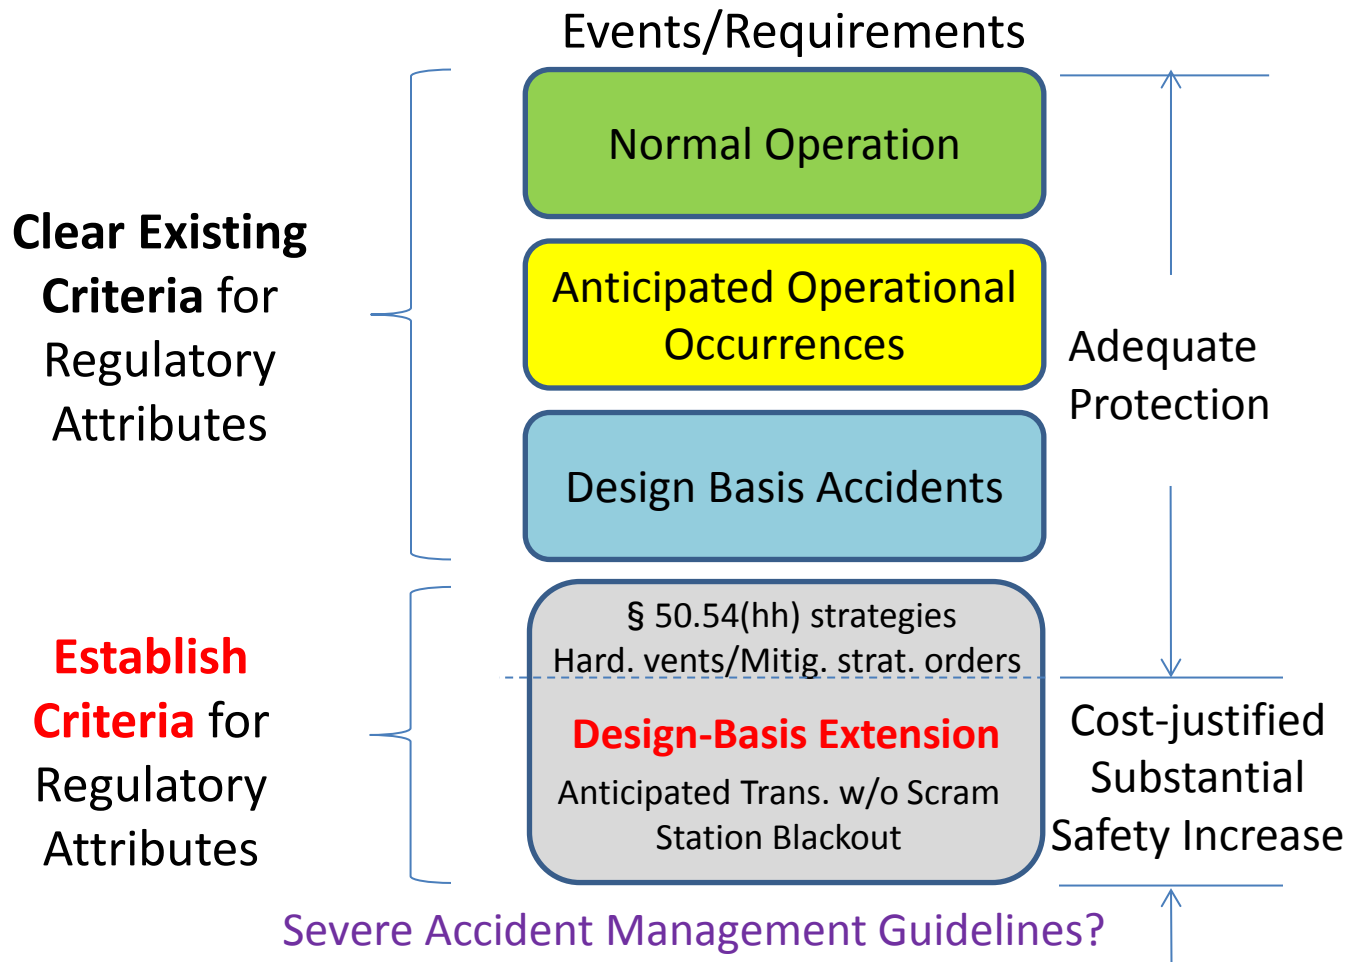 Events/Requirements
Normal Operation
Clear Existing
Criteria for
Regulatory
Attributes
Anticipated Operational
Occurrences
Adequate
Protection
Design Basis Accidents
§ 50.54(hh) strategies
Hard. vents/Mitig. strat. orders
Establish
Criteria for
Regulatory
Attributes
Design-Basis Extension
Anticipated Trans. w/o Scram
Station Blackout
Cost-justified
Substantial
Safety Increase
Severe Accident Management Guidelines?